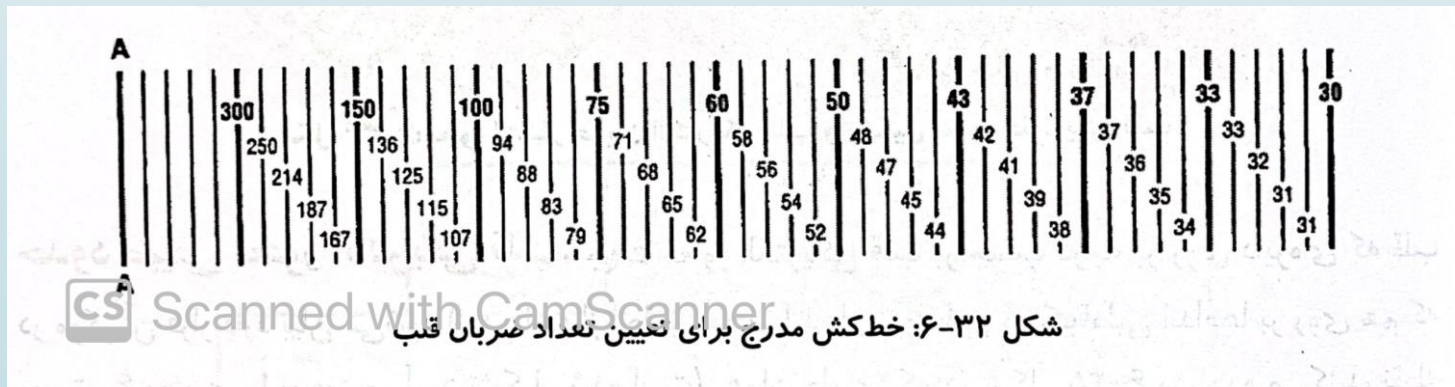 A
300 150 100 75 60 50 43 37 33 30
250 136 94 71 58 48 42 37 33
214 125 88 68 56 47 41 36 32
187 115 83 65 54 45 39 35 31
167 107 79 62 52 44 38 34 31
A
CS Scanned with CamScanner
شکل ۳۲-۶: خط‌کش مدرج برای تعیین تعداد ضربان قلب